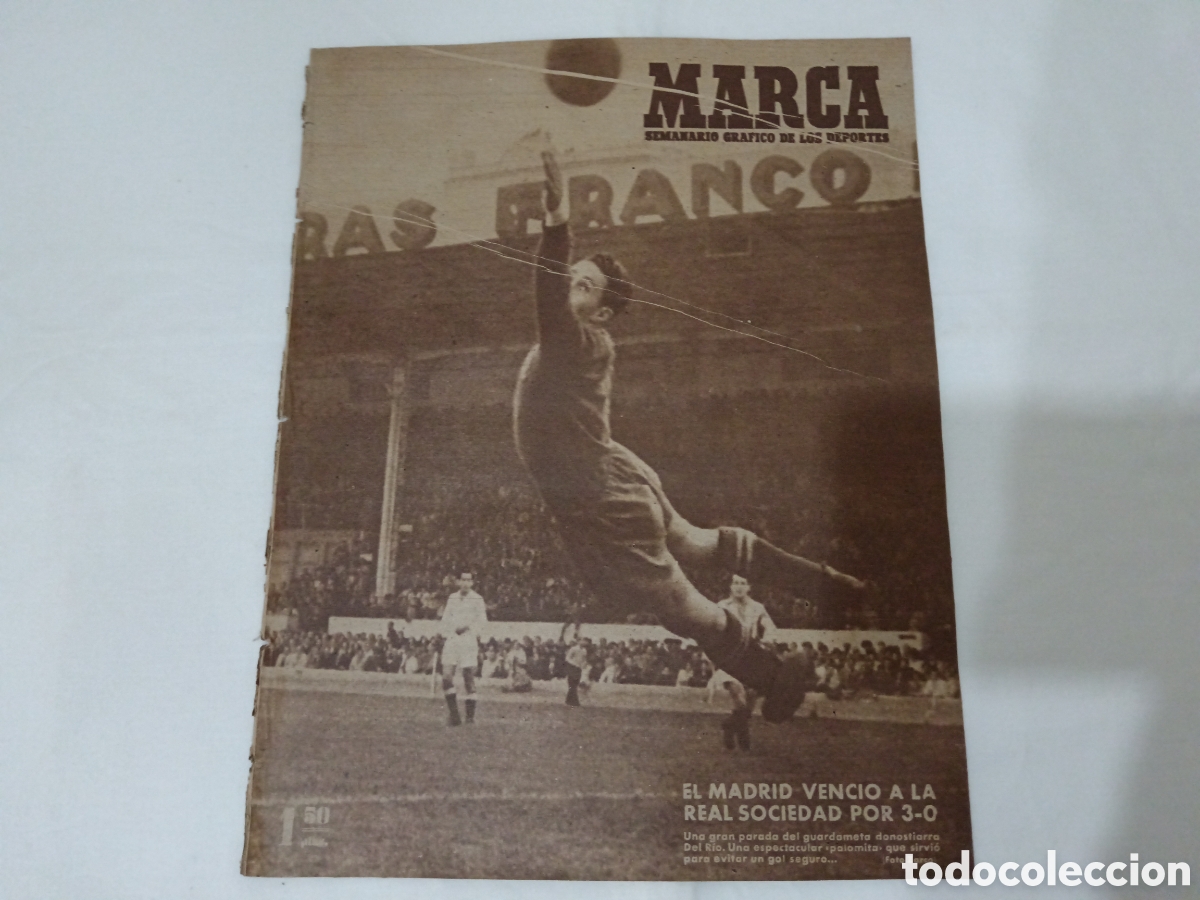 MARCA
SEMANARIO GRAFICO DE LOS DEPORTES
RAS FRANCO
EL MADRID VENCIO A LA
REAL SOCIEDAD POR 3-0
Una gran parada del guardameta donostiarra
Del Río. Una espectacular «palomita» que sirvió
para evitar un gol seguro...
(Foto
1 50
todocoleccion